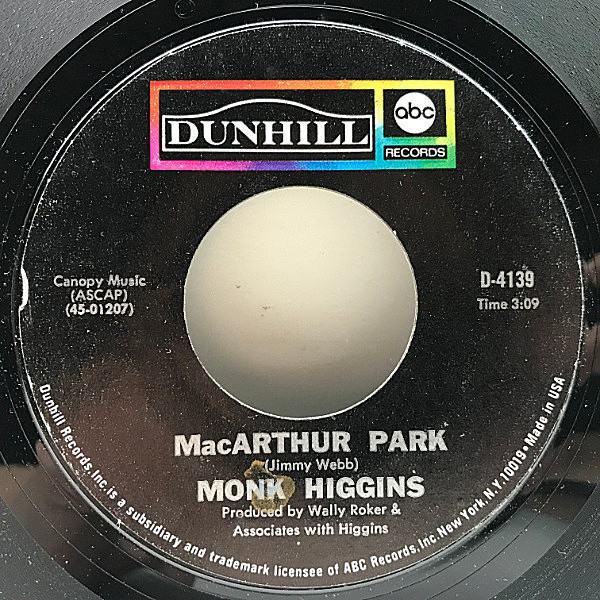 DUNHILL
abc
RECORDS
Canopy Music
(ASCAP)
(45-01207)
D-4139
Time 3:09
MacARTHUR PARK
(Jimmy Webb)
MONK HIGGINS
Produced by Wally Roker &
Associates with Higgins
Dunhill Records, Inc. is a subsidiary and trademark licensee of ABC Records, Inc. New York, N.Y. 10019 • Made in USA